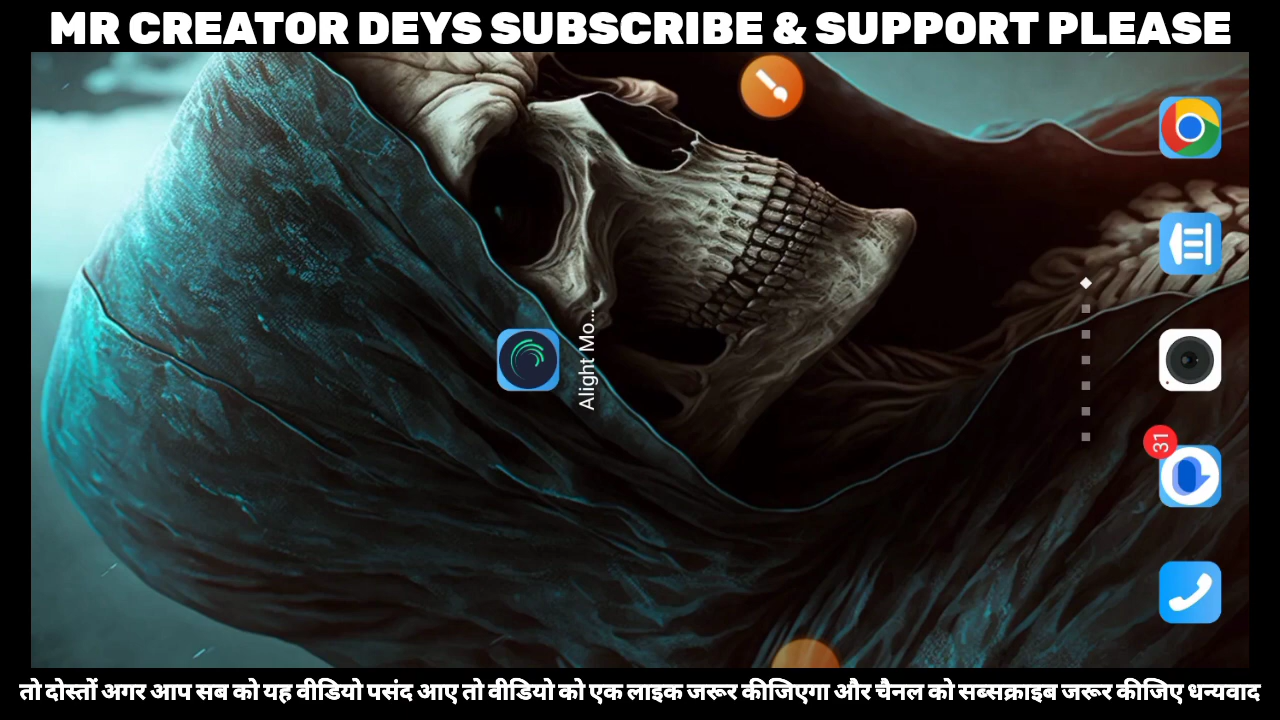 MR CREATOR DEYS SUBSCRIBE & SUPPORT PLEASE
Alight Mo...
31
तो दोस्तों अगर आप सब को यह वीडियो पसंद आए तो वीडियो को एक लाइक जरूर कीजिएगा और चैनल को सब्सक्राइब जरूर कीजिए धन्यवाद